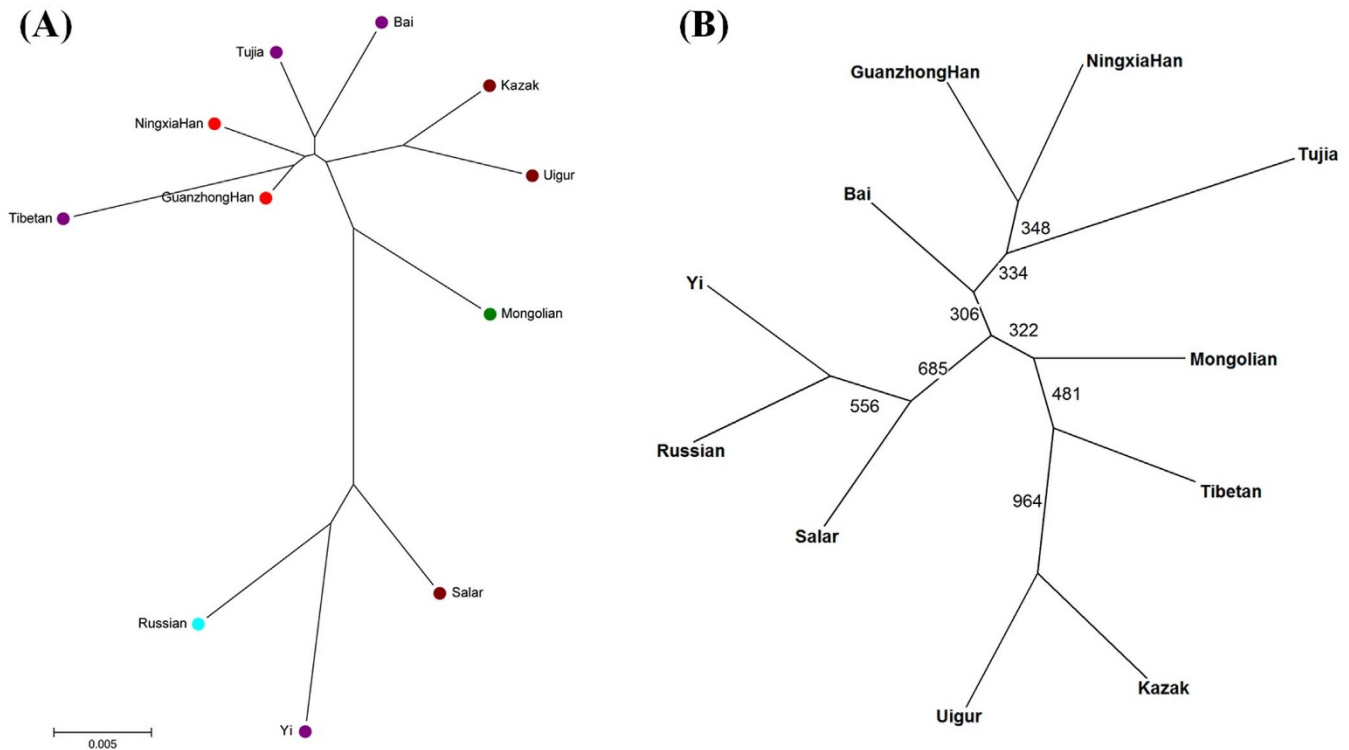 (A)
Bai
Tujia
Kazak
NingxiaHan
Uigur
GuanzhongHan
Tibetan
Mongolian
Salar
Russian
Yi
0.005
(B)
NingxiaHan
GuanzhongHan
Tujia
Bai
348
334
Yi
306
322
Mongolian
685
481
556
Russian
Tibetan
964
Salar
Kazak
Uigur